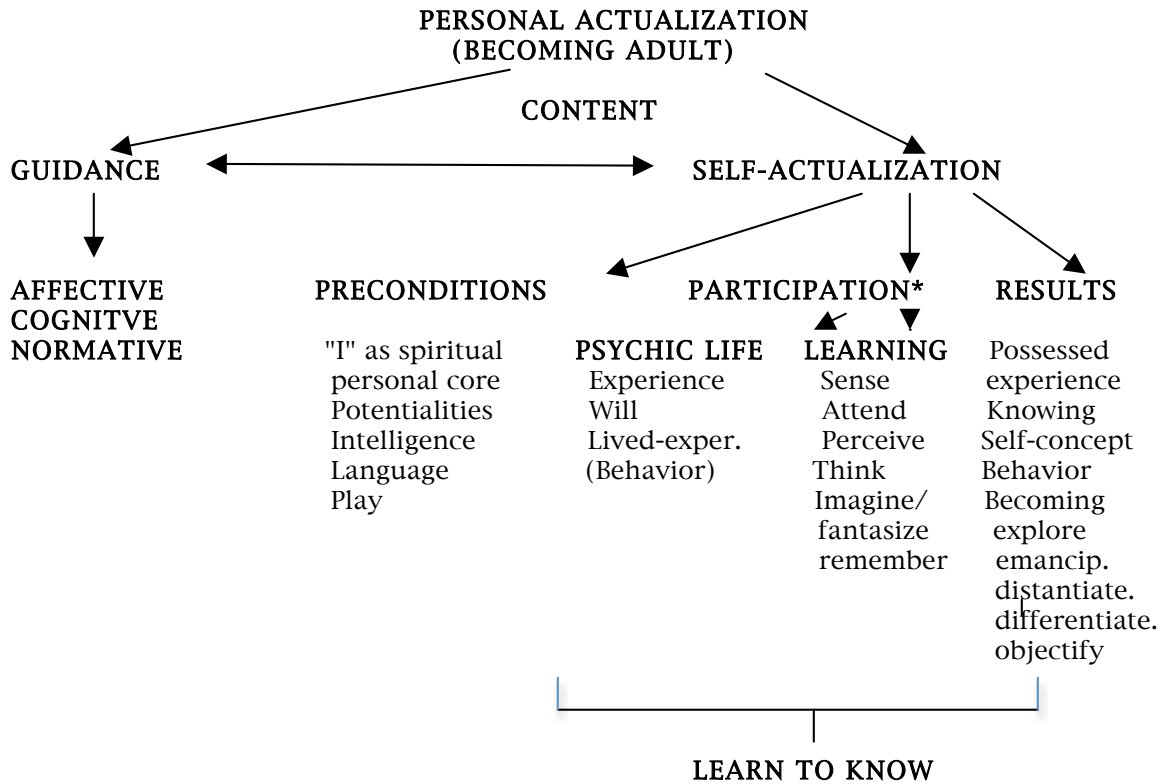 PERSONAL ACTUALIZATION
(BECOMING ADULT)
CONTENT
GUIDANCE
SELF-ACTUALIZATION
AFFECTIVE
COGNITVE
NORMATIVE
PRECONDITIONS
"I" as spiritual
personal core
Potentialities
Intelligence
Language
Play
PARTICIPATION*
PSYCHIC LIFE
Experience
Will
Lived-exper.
(Behavior)
LEARNING
Sense
Attend
Perceive
Think
Imagine/
fantasize
remember
RESULTS
Possessed
experience
Knowing
Self-concept
Behavior
Becoming
explore
emancip.
distantiate.
differentiate.
objectify
LEARN TO KNOW